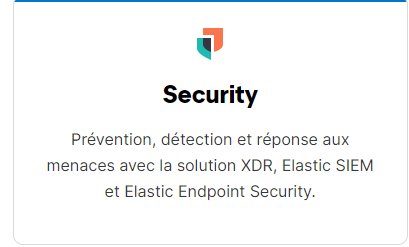 Security
Prévention, détection et réponse aux
menaces avec la solution XDR, Elastic SIEM
et Elastic Endpoint Security.